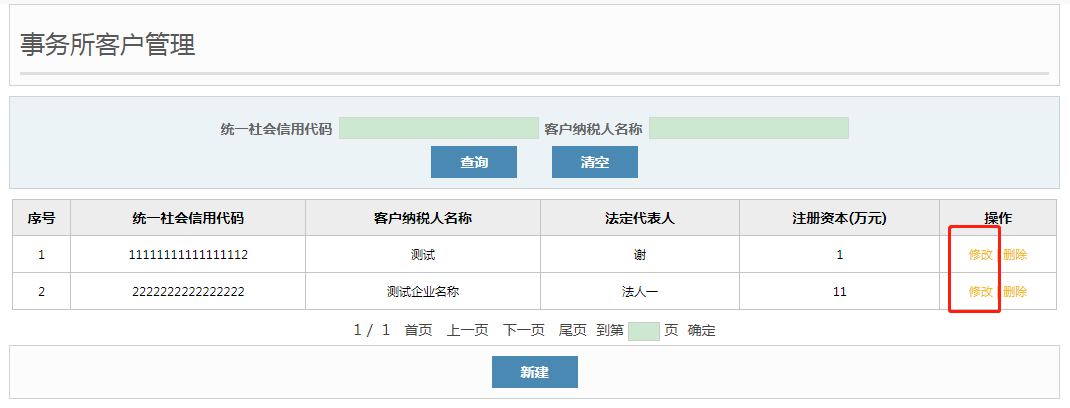 事务所客户管理
统一社会信用代码 客户纳税人名称
查询 清空
序号 统一社会信用代码 客户纳税人名称 法定代表人 注册资本(万元) 操作
1 11111111111111112 测试 谢 1 修改 | 删除
2 2222222222222222 测试企业名称 法人一 11 修改 | 删除
1 / 1 首页 上一页 下一页 尾页 到第 页 确定
新建